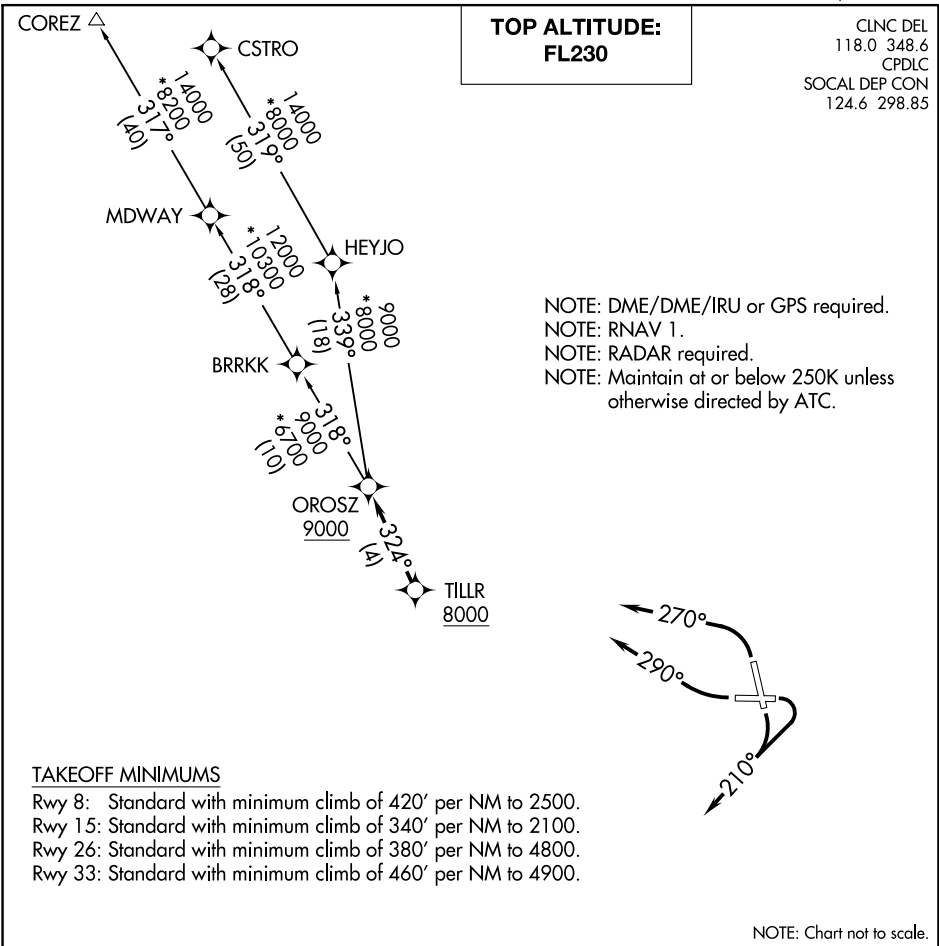 COREZ
CSTRO
TOP ALTITUDE:
FL230
CLNC DEL
118.0 348.6
CPDLC
SOCAL DEP CON
124.6 298.85
14000
*8200
317°
(40)
14000
*8000
319°
(50)
MDWAY
HEYJO
12000
*10300
318°
(28)
9000
*8000
339°
(18)
NOTE: DME/DME/IRU or GPS required.
NOTE: RNAV 1.
NOTE: RADAR required.
NOTE: Maintain at or below 250K unless
otherwise directed by ATC.
BRRKK
318°
9000
*6700
(10)
OROSZ
9000
324°
(4)
TILLR
8000
270°
290°
210°
TAKEOFF MINIMUMS
Rwy 8: Standard with minimum climb of 420' per NM to 2500.
Rwy 15: Standard with minimum climb of 340' per NM to 2100.
Rwy 26: Standard with minimum climb of 380' per NM to 4800.
Rwy 33: Standard with minimum climb of 460' per NM to 4900.
NOTE: Chart not to scale.